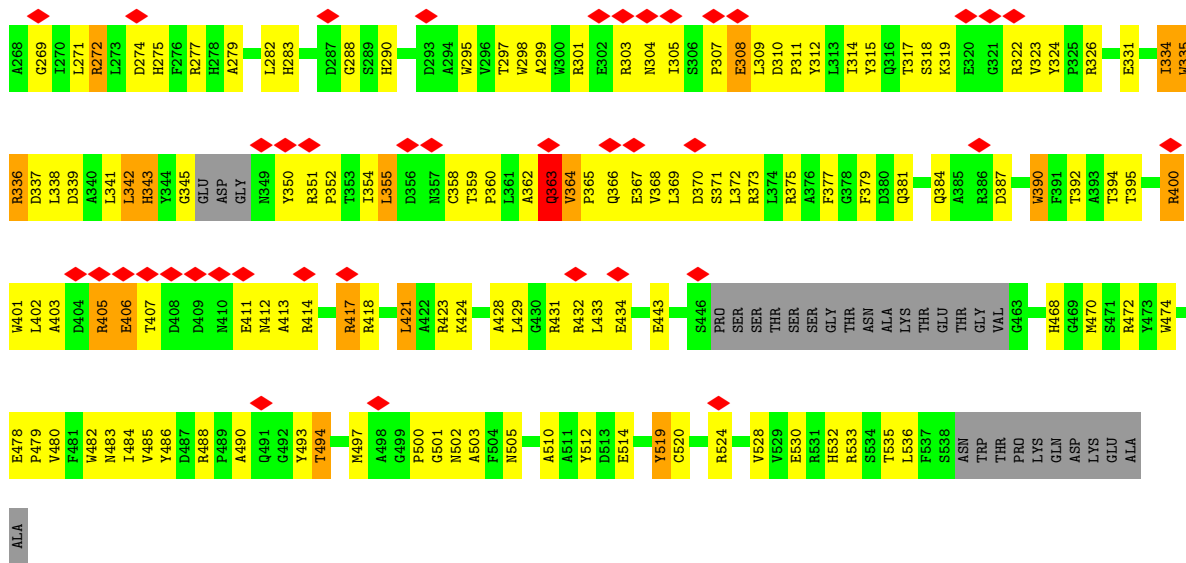 A268 G269 I270 L271 R272 L273 D274 H275 F276 R277 H278 A279 L282 H283 D287 G288 S289 H290 D293 A294 W295 V296 T297 W298 A299 W300 R301 E302 R303 N304 I305 S306 P307 E308 L309 D310 P311 Y312 L313 I314 Y315 Q316 T317 S318 K319 E320 G321 R322 V323 Y324 P325 R326 E331 I334 W335
R336 D337 L338 D339 A340 L341 L342 H343 Y344 G345 GLU ASP GLY N349 Y350 R351 P352 T353 I354 L355 D356 N357 C358 T359 P360 L361 A362 Q363 V364 P365 Q366 E367 V368 L369 D370 S371 L372 R373 L374 R375 A376 F377 G378 F379 D380 Q381 Q384 A385 R386 D387 W390 F391 T392 A393 T394 T395 R400
W401 L402 A403 D404 R405 E406 T407 D408 D409 N410 E411 N412 A413 R414 R417 R418 L421 A422 R423 K424 A428 L429 G430 R431 R432 L433 E434 E443 S446 PRO SER SER THR SER SER GLY THR ASN ALA LYS THR GLU THR GLY VAL G463 H468 G469 M470 S471 R472 Y473 W474
E478 P479 V480 F481 W482 N483 I484 V485 Y486 D487 R488 P489 A490 Q491 G492 Y493 T494 M497 A498 G499 P500 G501 N502 A503 F504 N505 A510 A511 Y512 D513 E514 Y519 C520 R524 V528 V529 E530 R531 H532 R533 S534 T535 L536 F537 S538 ASN TRP THR PRO LYS GLN ASP LYS GLU ALA
ALA